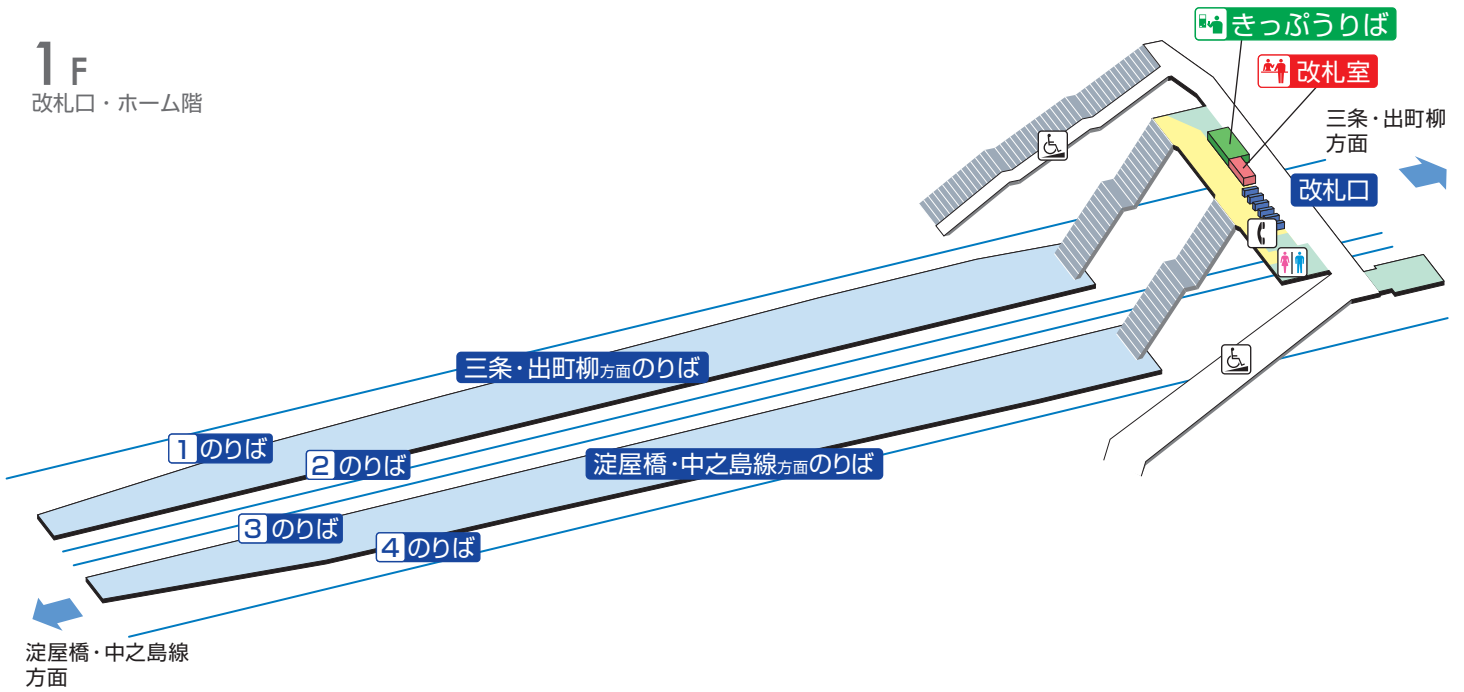 1F
改札口・ホーム階
きっぷうりば
改札室
三条・出町柳
方面
改札口
三条・出町柳方面のりば
1のりば
2のりば
淀屋橋・中之島線方面のりば
3のりば
4のりば
淀屋橋・中之島線
方面